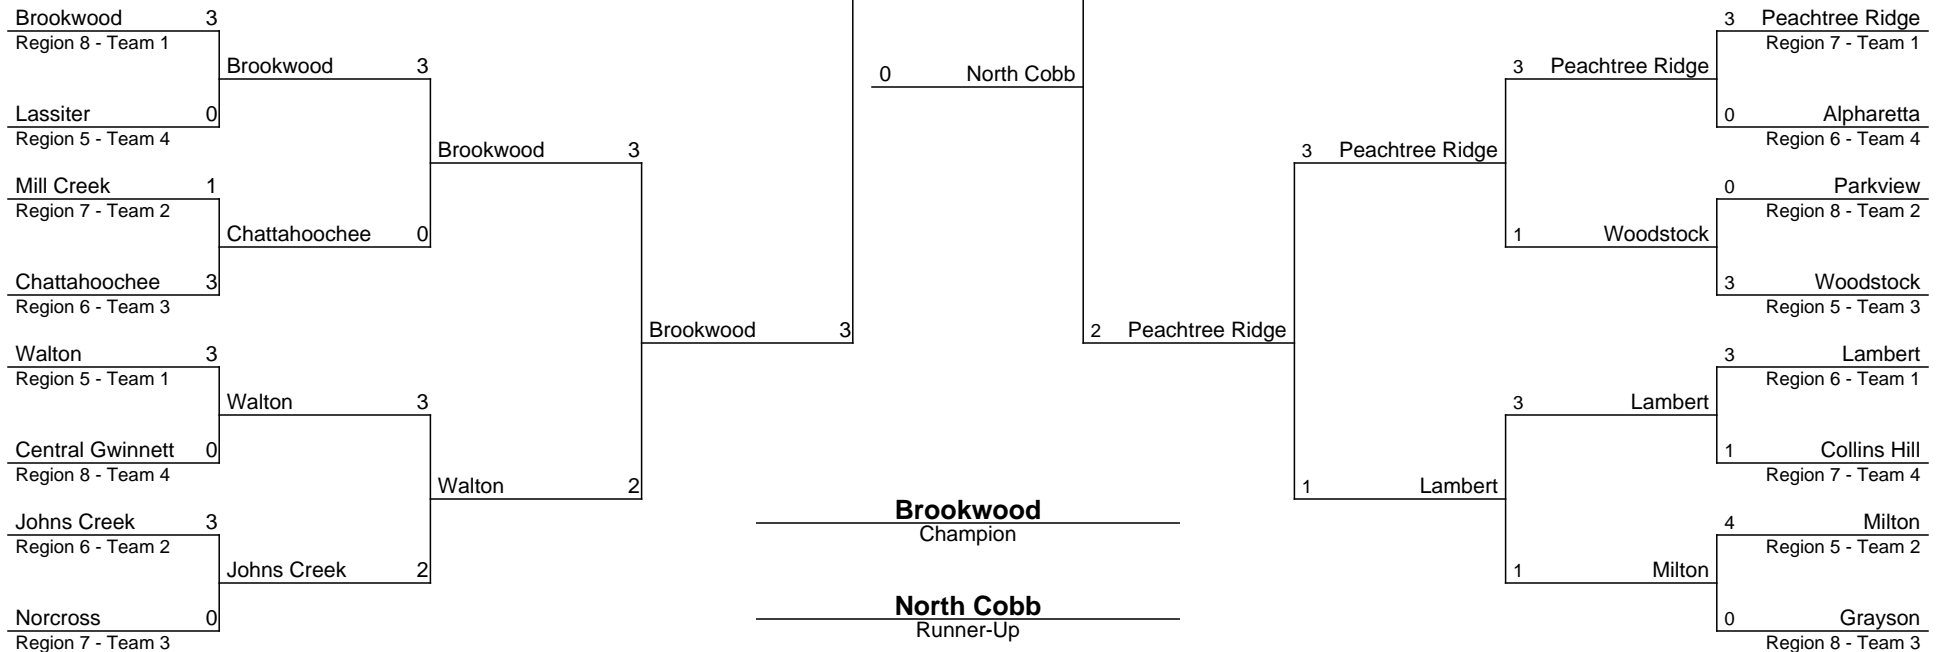 Brookwood 3
Region 8 - Team 1
Brookwood 3
Lassiter 0
Region 5 - Team 4
Brookwood 3
Mill Creek 1
Region 7 - Team 2
Chattahoochee 0
Chattahoochee 3
Region 6 - Team 3
Brookwood 3
Walton 3
Region 5 - Team 1
Walton 3
Central Gwinnett 0
Region 8 - Team 4
Walton 2
Johns Creek 3
Region 6 - Team 2
Johns Creek 2
Norcross 0
Region 7 - Team 3
0 North Cobb
Brookwood
Champion
North Cobb
Runner-Up
3 Peachtree Ridge
Region 7 - Team 1
3 Peachtree Ridge
0 Alpharetta
Region 6 - Team 4
3 Peachtree Ridge
0 Parkview
Region 8 - Team 2
1 Woodstock
3 Woodstock
Region 5 - Team 3
2 Peachtree Ridge
3 Lambert
Region 6 - Team 1
3 Lambert
1 Collins Hill
Region 7 - Team 4
1 Lambert
4 Milton
Region 5 - Team 2
1 Milton
0 Grayson
Region 8 - Team 3